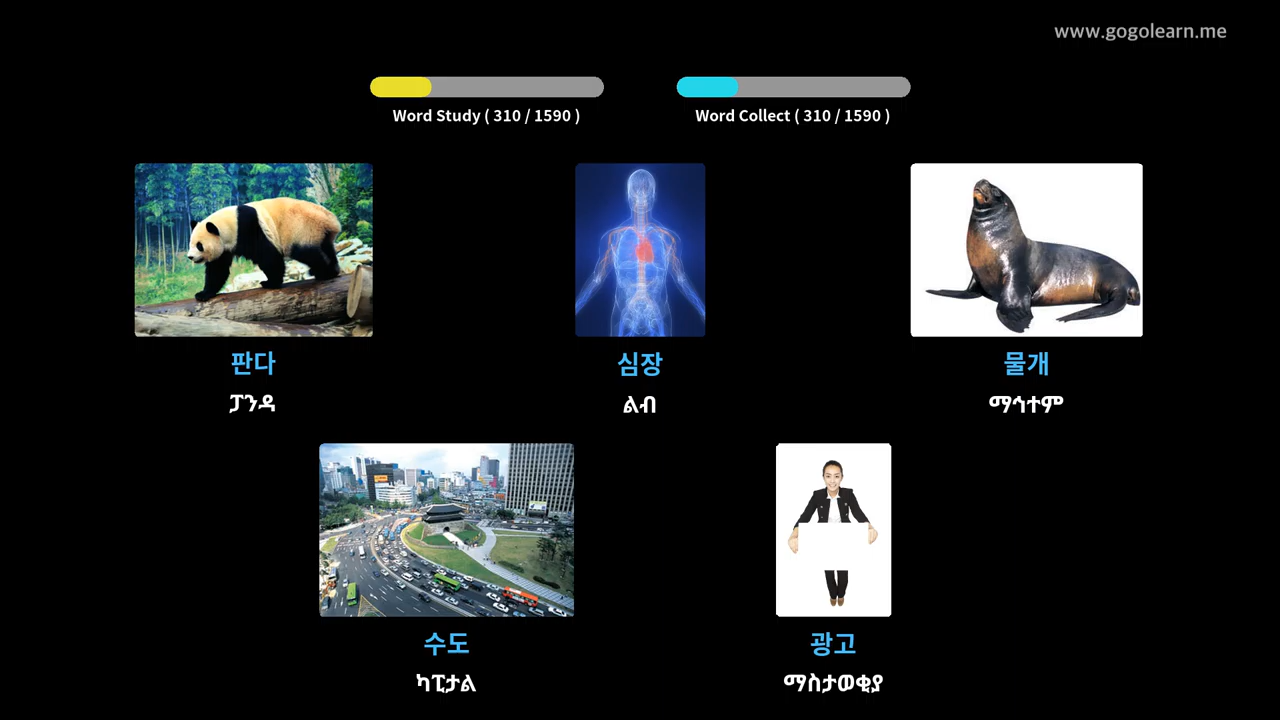 www.gogolearn.me
Word Study ( 310 / 1590 )
Word Collect ( 310 / 1590 )
판다
심장
물개
ፓንዳ
ልብ
ማኅተም
수도
광고
ካፒታል
ማስታወቂያ